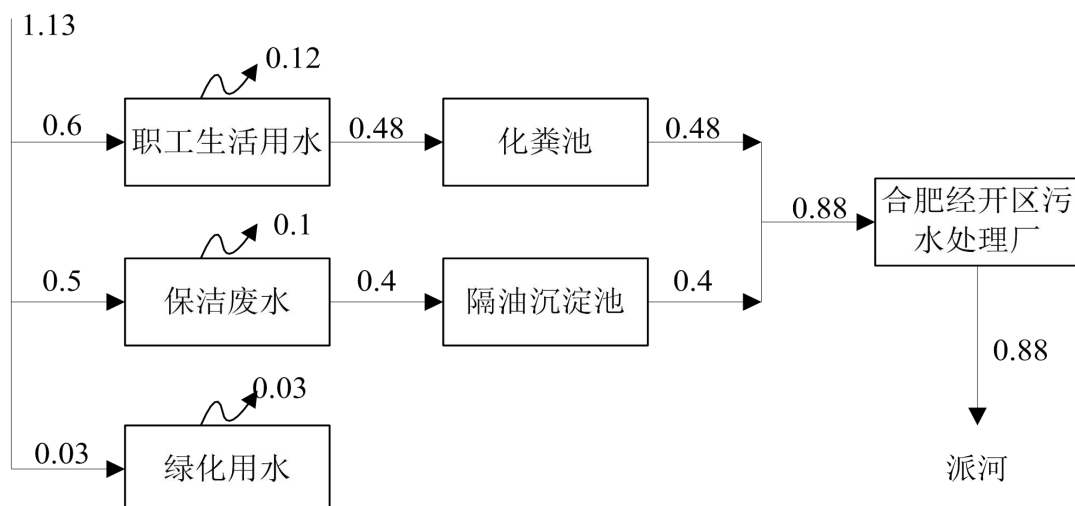 1.13
0.12
0.6
职工生活用水
0.48
化粪池
0.48
0.88
合肥经开区污
水处理厂
0.1
0.5
保洁废水
0.4
隔油沉淀池
0.4
0.88
0.03
0.03
绿化用水
派河